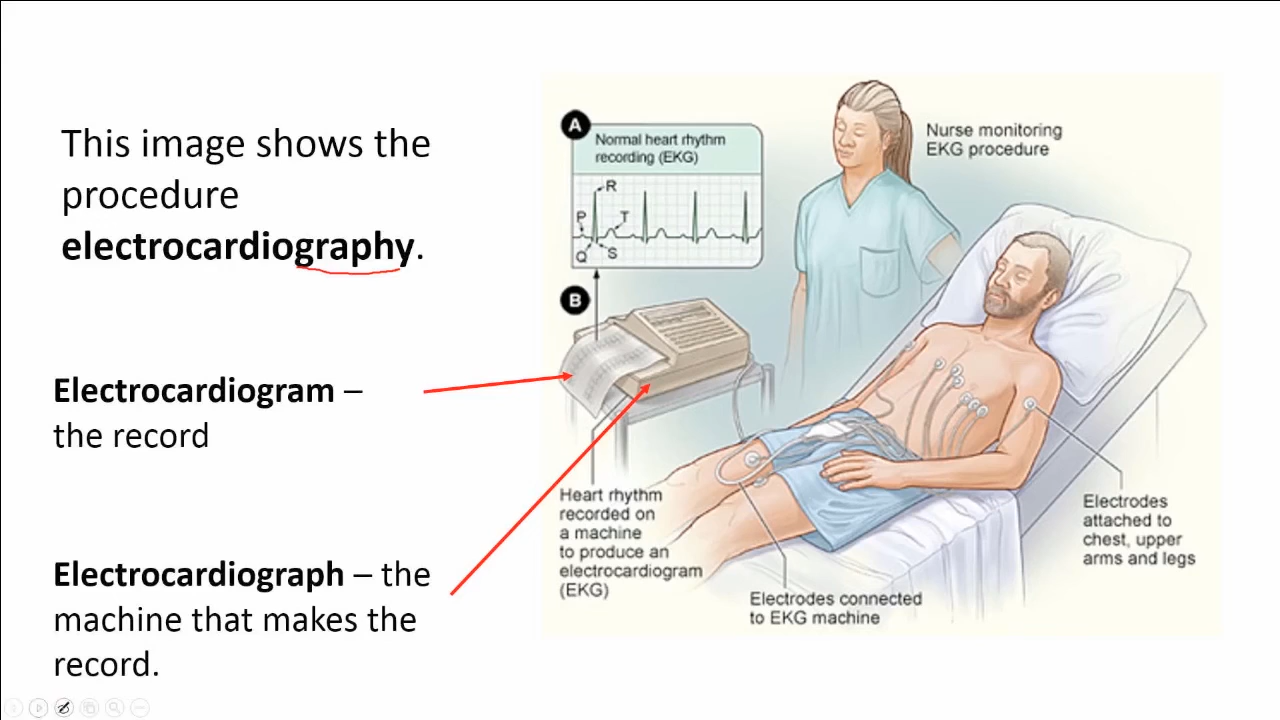 This image shows the
procedure
electrocardiography.
Electrocardiogram –
the record
Electrocardiograph – the
machine that makes the
record.
A
Normal heart rhythm
recording (EKG)
R
P
T
Q
S
B
Nurse monitoring
EKG procedure
Heart rhythm
recorded on
a machine
to produce an
electrocardiogram
(EKG)
Electrodes connected
to EKG machine
Electrodes
attached to
chest, upper
arms and legs